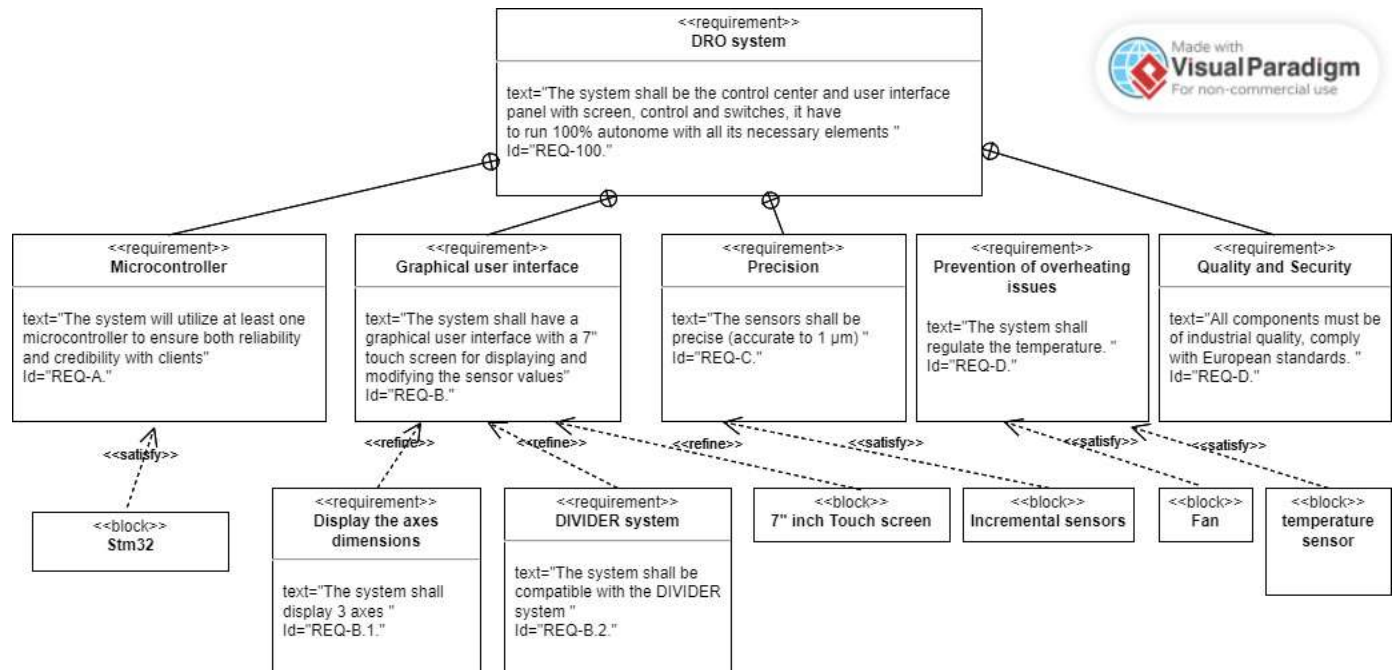 <<requirement>>
DRO system
text="The system shall be the control center and user interface
panel with screen, control and switches, it have
to run 100% autonome with all its necessary elements "
Id="REQ-100."
Made with
Visual Paradigm
For non-commercial use
<<requirement>>
Microcontroller
text="The system will utilize at least one
microcontroller to ensure both reliability
and credibility with clients"
Id="REQ-A."
<<requirement>>
Graphical user interface
text="The system shall have a
graphical user interface with a 7"
touch screen for displaying and
modifying the sensor values"
Id="REQ-B."
<<requirement>>
Precision
text="The sensors shall be
precise (accurate to 1 µm) "
Id="REQ-C."
<<requirement>>
Prevention of overheating
issues
text="The system shall
regulate the temperature. "
Id="REQ-D."
<<requirement>>
Quality and Security
text="All components must be
of industrial quality, comply
with European standards. "
Id="REQ-D."
<<satisfy>>
<<refine>>
<<refine>>
<<refine>>
<<satisfy>>
<<satisfy>>
<<satisfy>>
<<block>>
Stm32
<<requirement>>
Display the axes
dimensions
text="The system shall
display 3 axes "
Id="REQ-B.1."
<<requirement>>
DIVIDER system
text="The system shall be
compatible with the DIVIDER
system "
Id="REQ-B.2."
<<block>>
7" inch Touch screen
<<block>>
Incremental sensors
<<block>>
Fan
<<block>>
temperature
sensor